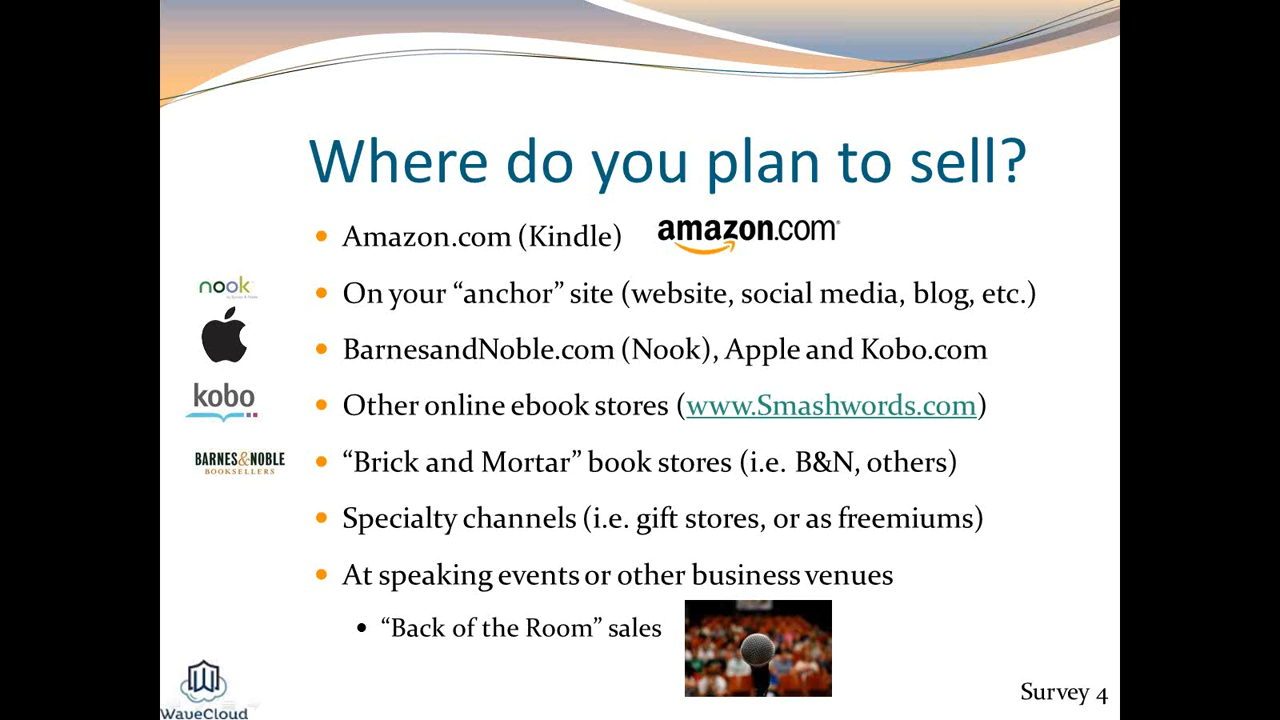 Where do you plan to sell?
Amazon.com (Kindle)
amazon.com
nook
On your “anchor” site (website, social media, blog, etc.)
BarnesandNoble.com (Nook), Apple and Kobo.com
kobo
Other online ebook stores (www.Smashwords.com)
BARNES&NOBLE
BOOKSELLERS
“Brick and Mortar” book stores (i.e. B&N, others)
Specialty channels (i.e. gift stores, or as freemiums)
At speaking events or other business venues
“Back of the Room” sales
WaveCloud
Survey 4